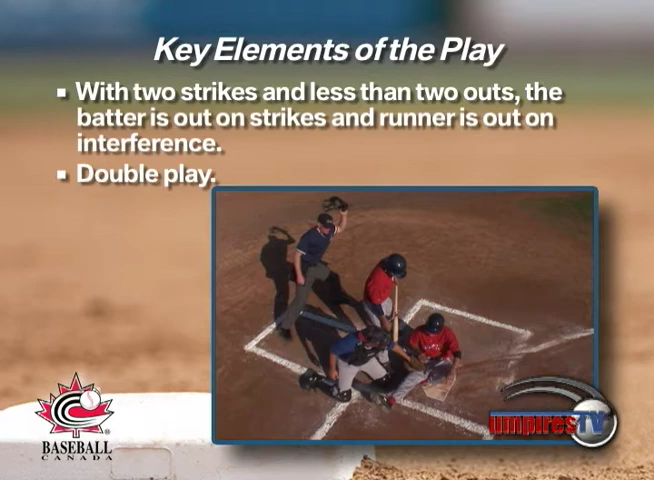 Key Elements of the Play
▪ With two strikes and less than two outs, the
batter is out on strikes and runner is out on
interference.
▪ Double play.
BASEBALL
CANADA
umpiresTV